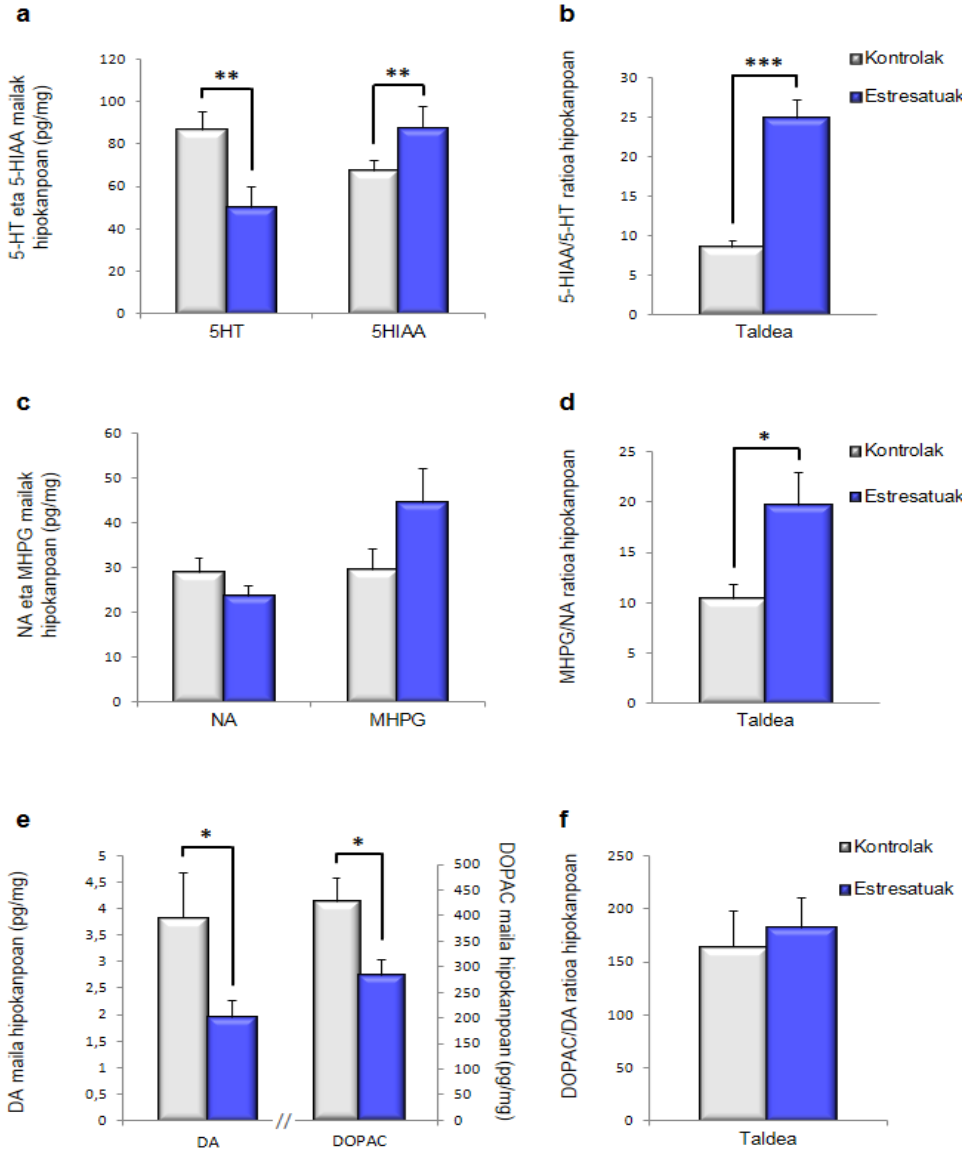 a
5-HT eta 5-HIAA mailak
hipokanpoan (pg/mg)
120
100
80
60
40
20
0
**
**
5HT
5HIAA
b
5-HIAA/5-HT ratioa hipokanpoan
30
25
20
15
10
5
0
***
Taldea
Kontrolak
Estresatuak
c
NA eta MHPG mailak
hipokanpoan (pg/mg)
60
50
40
30
20
10
0
NA
MHPG
d
MHPG/NA ratioa hipokanpoan
25
20
15
10
5
0
*
Taldea
Kontrolak
Estresatuak
e
DA maila hipokanpoan (pg/mg)
5
4,5
4
3,5
3
2,5
2
1,5
1
0,5
0
*
*
DA
//
DOPAC
500
450
400
350
300
250
200
150
100
50
0
DOPAC maila hipokanpoan (pg/mg)
f
DOPAC/DA ratioa hipokanpoan
250
200
150
100
50
0
Taldea
Kontrolak
Estresatuak